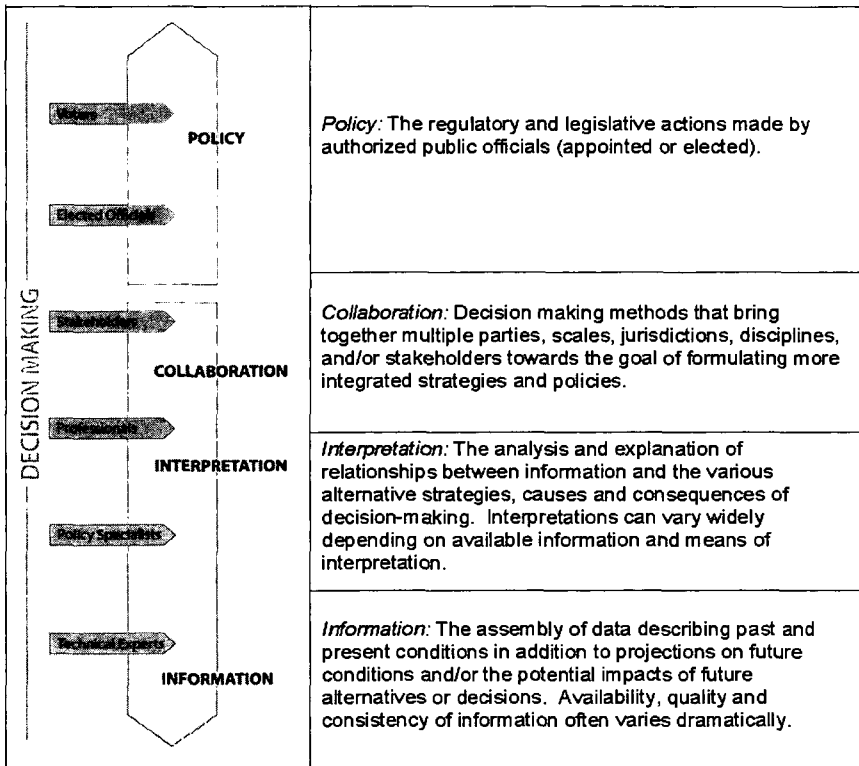 DECISION MAKING
Voters
POLICY
Elected Officials
Stakeholders
COLLABORATION
Professionals
INTERPRETATION
Policy Specialists
Technical Experts
INFORMATION
Policy: The regulatory and legislative actions made by
authorized public officials (appointed or elected).
Collaboration: Decision making methods that bring
together multiple parties, scales, jurisdictions, disciplines,
and/or stakeholders towards the goal of formulating more
integrated strategies and policies.
Interpretation: The analysis and explanation of
relationships between information and the various
alternative strategies, causes and consequences of
decision-making. Interpretations can vary widely
depending on available information and means of
interpretation.
Information: The assembly of data describing past and
present conditions in addition to projections on future
conditions and/or the potential impacts of future
alternatives or decisions. Availability, quality and
consistency of information often varies dramatically.